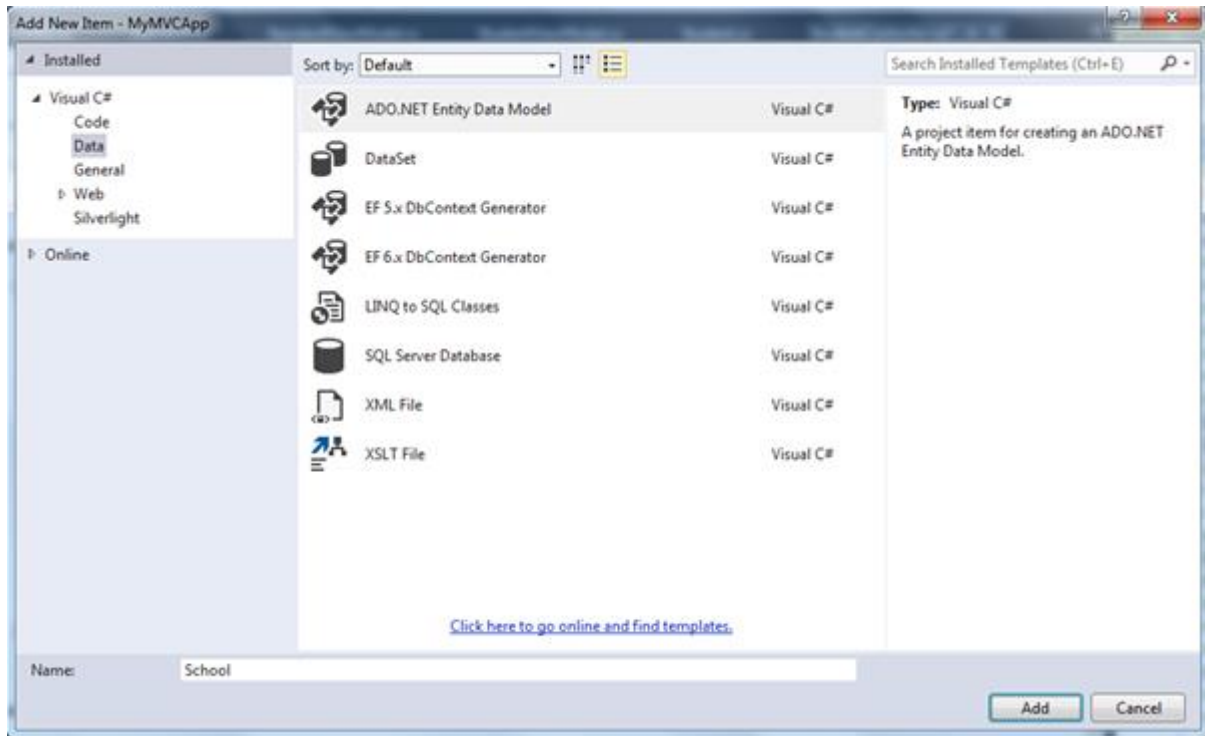 Add New Item - MyMVCApp
Installed
Sort by: Default
Search Installed Templates (Ctrl+E)
Visual C#
Code
Data
General
Web
Silverlight
Online
ADO.NET Entity Data Model Visual C#
DataSet Visual C#
EF 5.x DbContext Generator Visual C#
EF 6.x DbContext Generator Visual C#
LINQ to SQL Classes Visual C#
SQL Server Database Visual C#
XML File Visual C#
XSLT File Visual C#
Click here to go online and find templates.
Type: Visual C#
A project item for creating an ADO.NET
Entity Data Model.
Name: School
Add Cancel